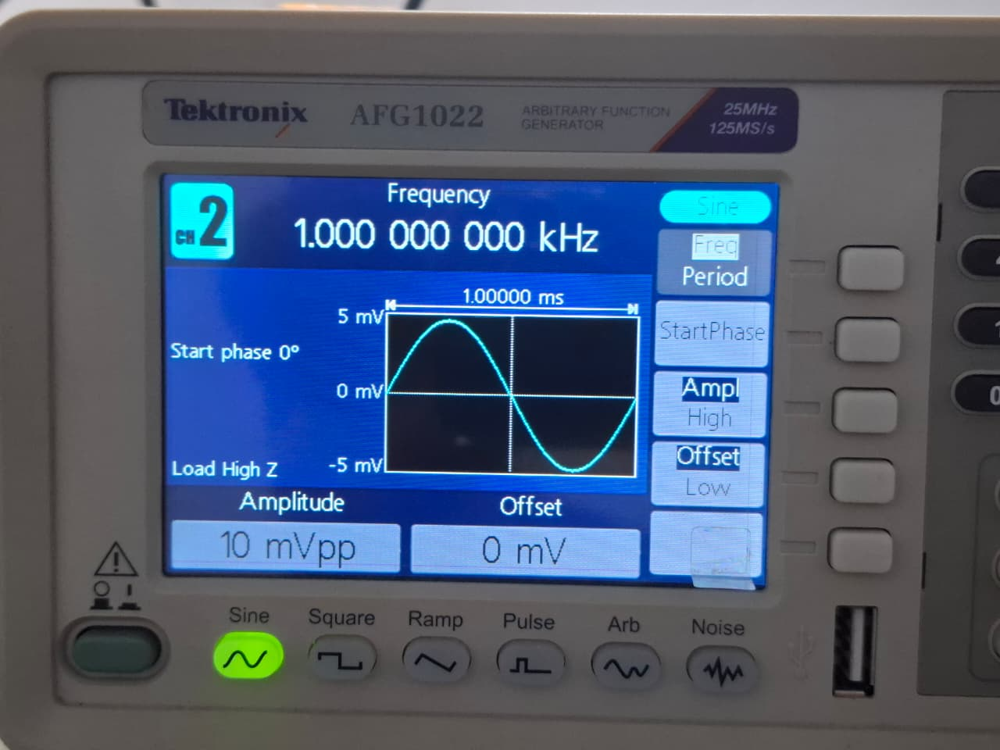 Tektronix AFG1022 ARBITRARY FUNCTION GENERATOR 25MHz 125MS/s
CH 2
Frequency
1.000 000 000 kHz
Sine
Freq
Period
1.00000 ms
5 mV
StartPhase
Start phase 0°
0 mV
Ampl
High
Load High Z
-5 mV
Offset
Low
Amplitude Offset
10 mVpp 0 mV
Sine Square Ramp Pulse Arb Noise
0